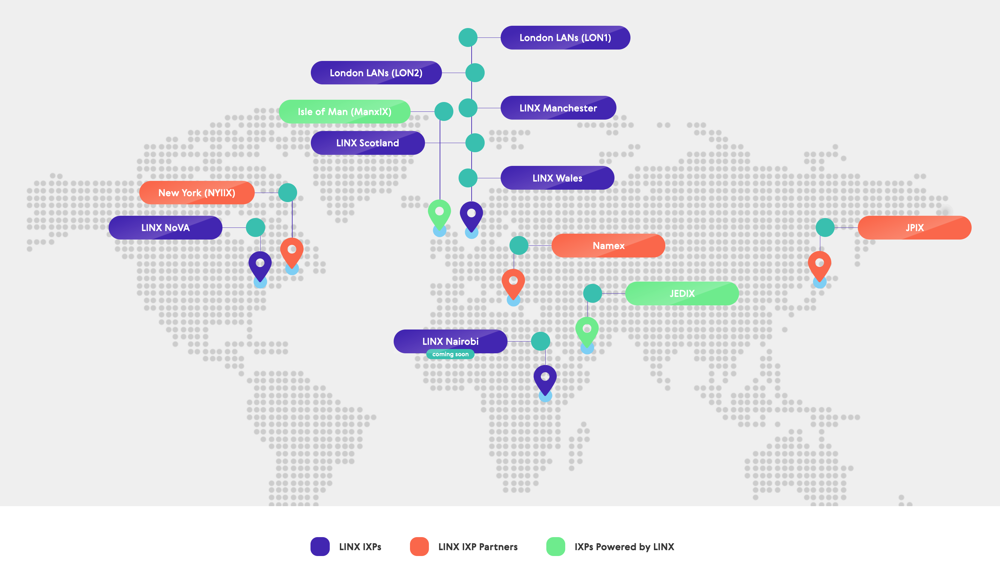 London LANs (LON1)
London LANs (LON2)
LINX Manchester
Isle of Man (ManxIX)
LINX Scotland
LINX Wales
New York (NYIIX)
LINX NoVA
JPIX
Namex
JEDIX
LINX Nairobi
coming soon
LINX IXPs
LINX IXP Partners
IXPs Powered by LINX